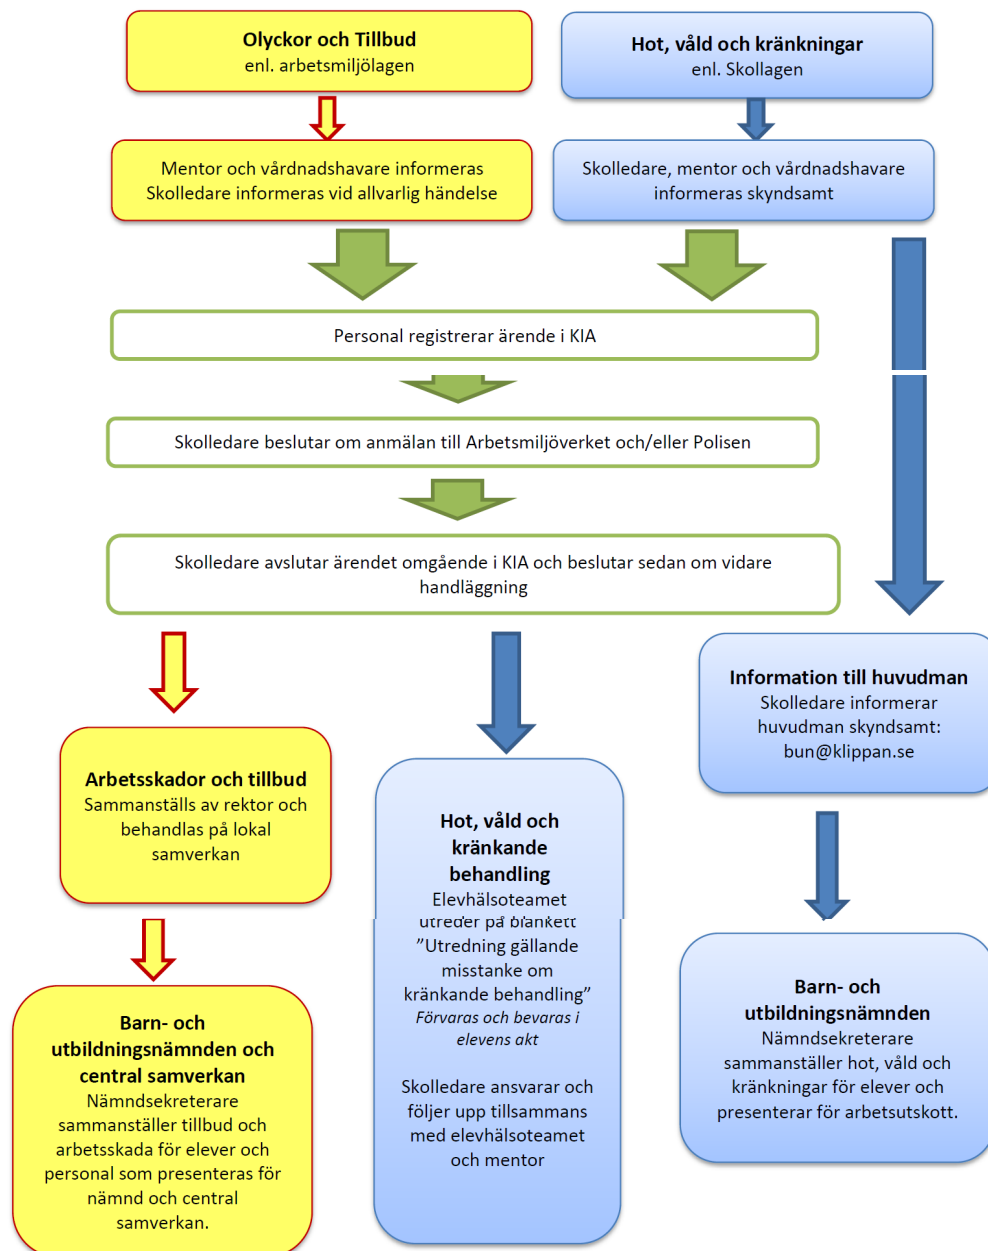 Olyckor och Tillbud
enl. arbetsmiljölagen
Hot, våld och kränkningar
enl. Skollagen
Mentor och vårdnadshavare informeras
Skolledare informeras vid allvarlig händelse
Skolledare, mentor och vårdnadshavare
informeras skyndsamt
Personal registrerar ärende i KIA
Skolledare beslutar om anmälan till Arbetsmiljöverket och/eller Polisen
Skolledare avslutar ärendet omgående i KIA och beslutar sedan om vidare
handläggning
Arbetsskador och tillbud
Sammanställs av rektor och
behandlas på lokal
samverkan
Barn- och
utbildningsnämnden och
central samverkan
Nämndsekreterare
sammanställer tillbud och
arbetsskada för elever och
personal som presenteras för
nämnd och central
samverkan.
Hot, våld och
kränkande
behandling
Elevhälsoteamet
utreder på blankett
”Utredning gällande
misstanke om
kränkande behandling”
Förvaras och bevaras i
elevens akt
Skolledare ansvarar och
följer upp tillsammans
med elevhälsoteamet
och mentor
Information till huvudman
Skolledare informerar
huvudman skyndsamt:
bun@klippan.se
Barn- och
utbildningsnämnden
Nämndsekreterare
sammanställer hot, våld och
kränkningar för elever och
presenterar för arbetsutskott.